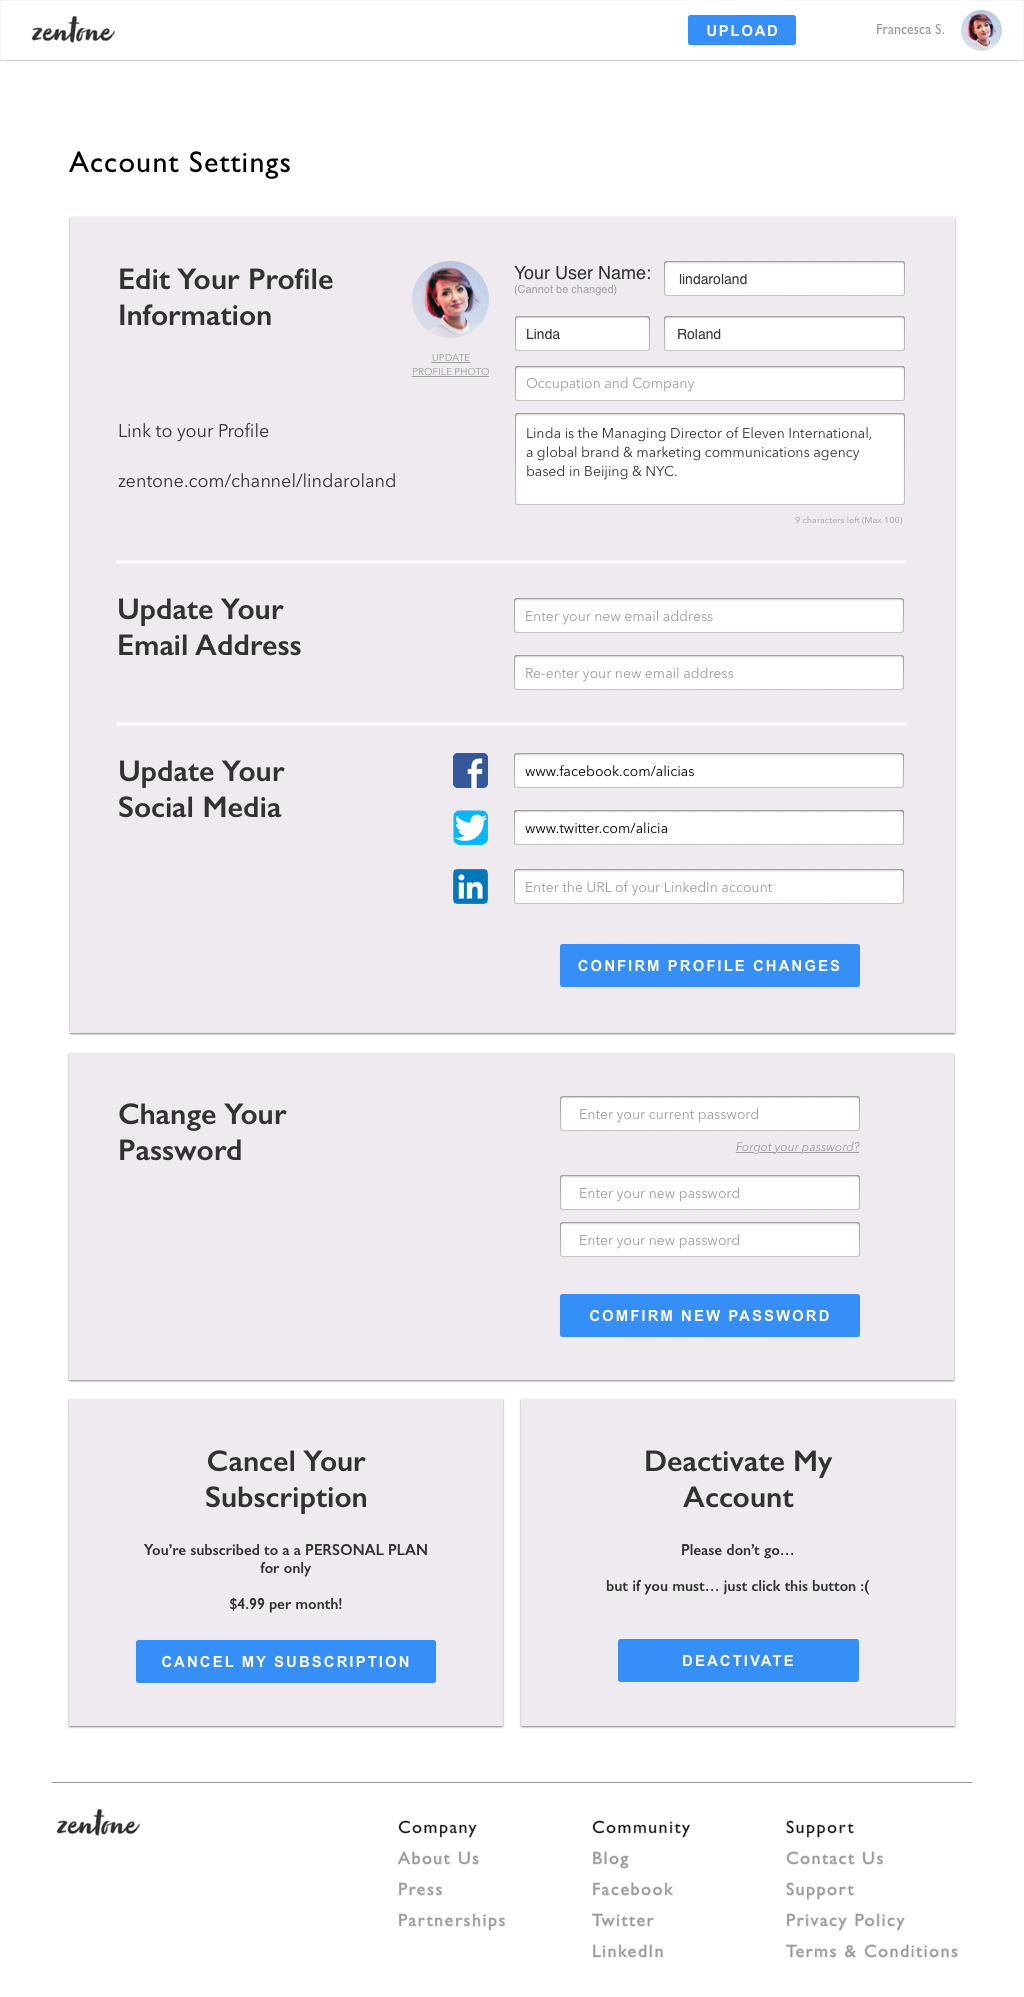 zentone
UPLOAD
Francesca S.
Account Settings
Edit Your Profile
Information
UPDATE
PROFILE PHOTO
Your User Name:
(Cannot be changed)
lindaroland
Linda
Roland
Occupation and Company
Link to your Profile
zentone.com/channel/lindaroland
Linda is the Managing Director of Eleven International,
a global brand & marketing communications agency
based in Beijing & NYC.
9 characters left (Max 100)
Update Your
Email Address
Enter your new email address
Re-enter your new email address
Update Your
Social Media
f
www.facebook.com/alicias
www.twitter.com/alicia
in
Enter the URL of your LinkedIn account
CONFIRM PROFILE CHANGES
Change Your
Password
Enter your current password
Forgot your password?
Enter your new password
Enter your new password
COMFIRM NEW PASSWORD
Cancel Your
Subscription
You’re subscribed to a a PERSONAL PLAN
for only
$4.99 per month!
CANCEL MY SUBSCRIPTION
Deactivate My
Account
Please don’t go…
but if you must… just click this button :(
DEACTIVATE
zentone
Company
About Us
Press
Partnerships
Community
Blog
Facebook
Twitter
LinkedIn
Support
Contact Us
Support
Privacy Policy
Terms & Conditions